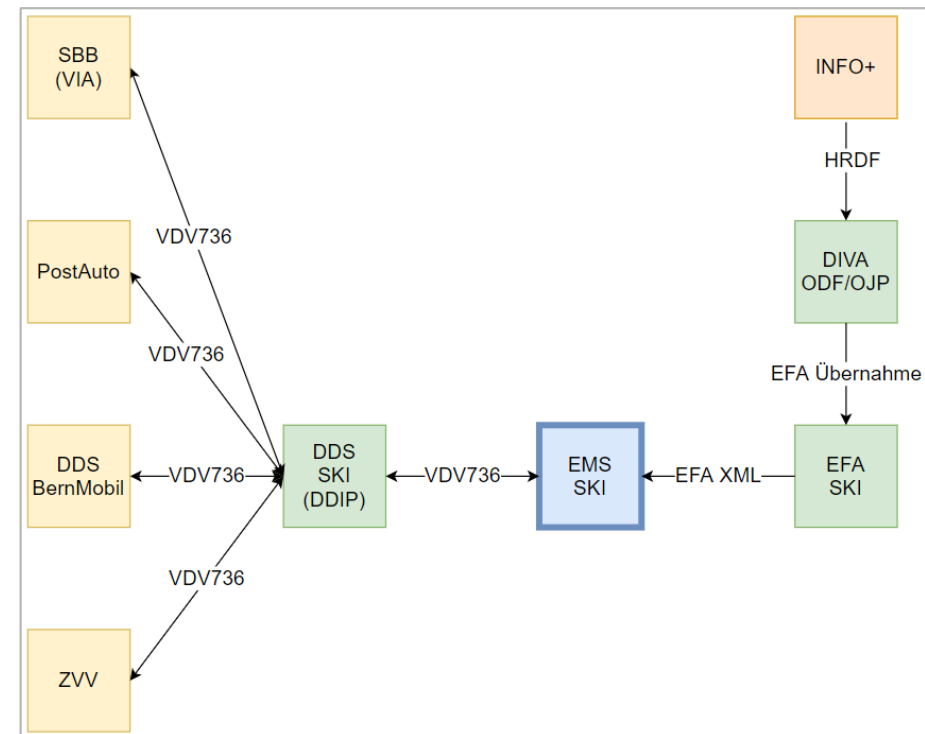 SBB
(VIA)
INFO+
HRDF
VDV736
PostAuto
DIVA
ODF/OJP
VDV736
EFA Übernahme
DDS
BernMobil
VDV736
DDS
SKI
(DDIP)
VDV736
EMS
SKI
EFA XML
EFA
SKI
VDV736
ZVV